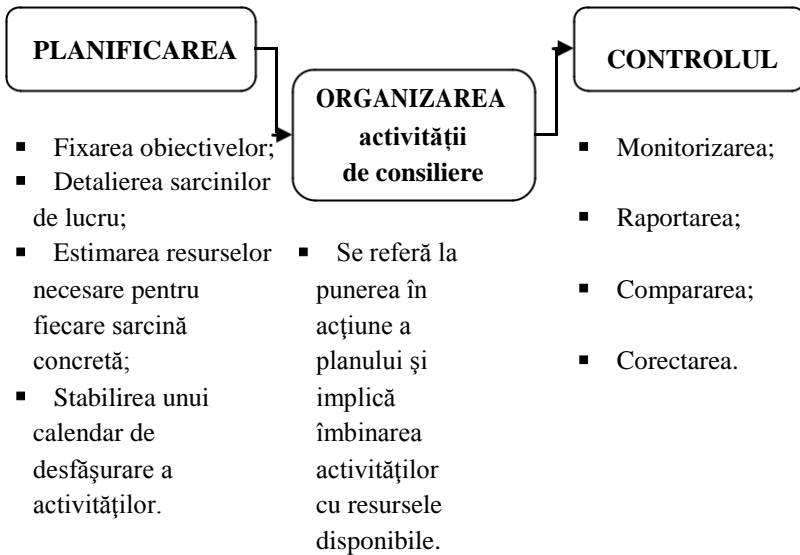 PLANIFICAREA
▪ Fixarea obiectivelor;
▪ Detalierea sarcinilor
de lucru;
▪ Estimarea resurselor
necesare pentru
fiecare sarcină
concretă;
▪ Stabilirea unui
calendar de
desfăşurare a
activităţilor.
ORGANIZAREA
activității
de consiliere
▪ Se referă la
punerea în
acţiune a
planului şi
implică
îmbinarea
activităţilor
cu resursele
disponibile.
CONTROLUL
▪ Monitorizarea;
▪ Raportarea;
▪ Compararea;
▪ Corectarea.